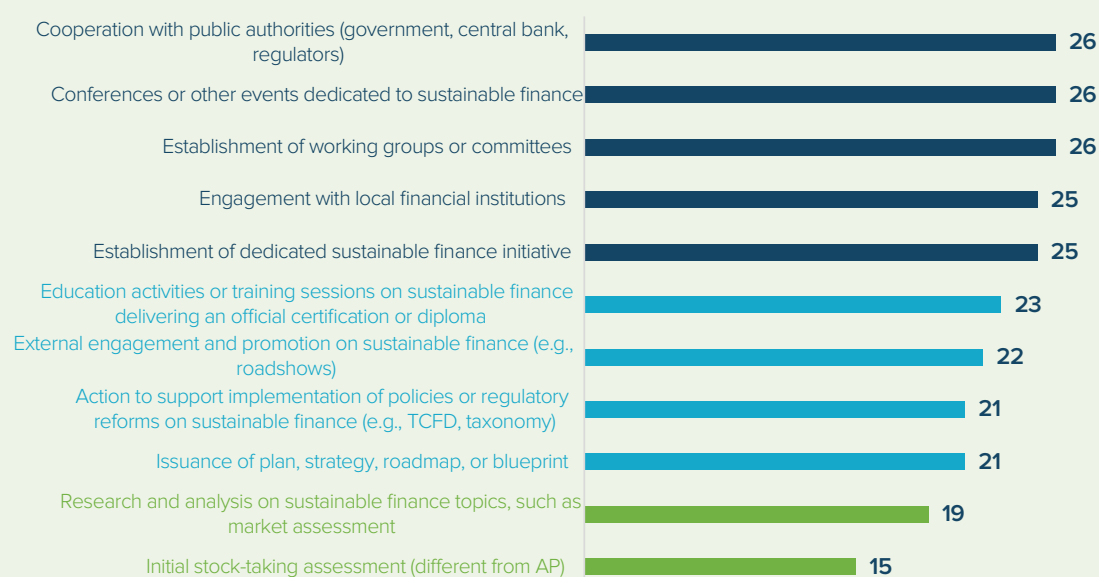 Cooperation with public authorities (government, central bank,
regulators)
26
Conferences or other events dedicated to sustainable finance
26
Establishment of working groups or committees
26
Engagement with local financial institutions
25
Establishment of dedicated sustainable finance initiative
25
Education activities or training sessions on sustainable finance
delivering an official certification or diploma
23
External engagement and promotion on sustainable finance (e.g.,
roadshows)
22
Action to support implementation of policies or regulatory
reforms on sustainable finance (e.g., TCFD, taxonomy)
21
Issuance of plan, strategy, roadmap, or blueprint
21
Research and analysis on sustainable finance topics, such as
market assessment
19
Initial stock-taking assessment (different from AP)
15